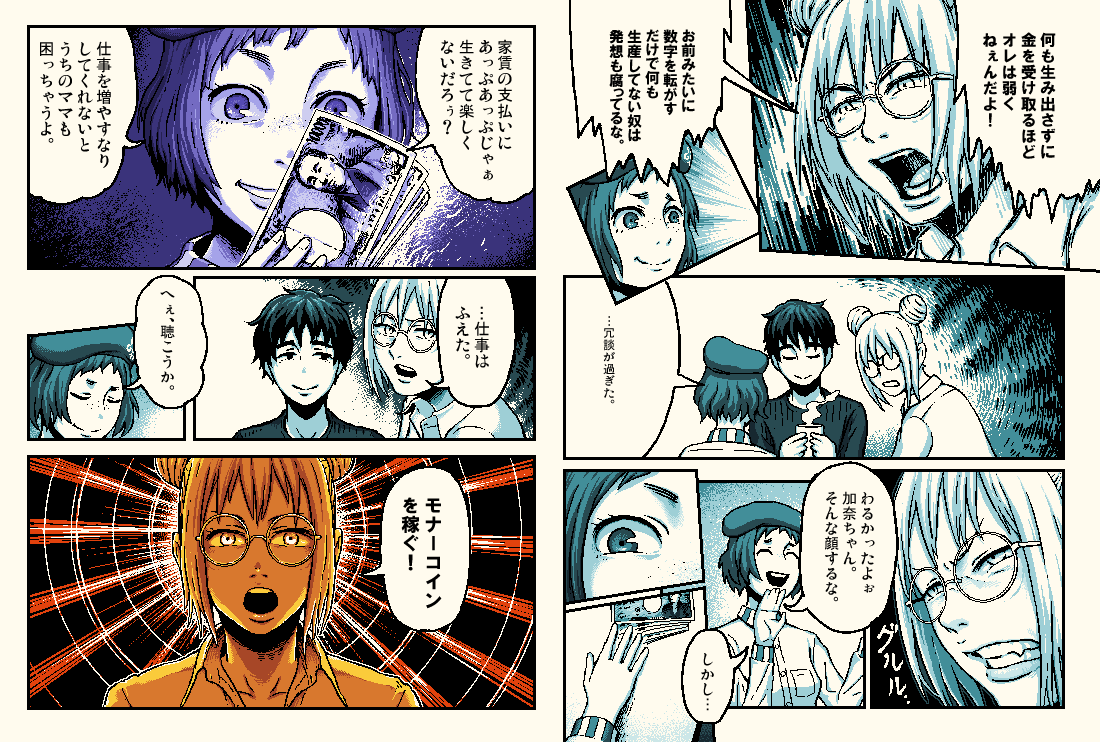 何も生み出さずに
金を受け取るほど
オレは弱く
ねぇんだよ！
お前みたいに
数字を転がす
だけで何も
生産してない奴は
発想も腐ってるな。
…冗談が過ぎた。
わるかったよぉ
加奈ちゃん。
そんな顔するな。
グルルル…
しかし…
家賃の支払いに
あっぷあっぷじゃぁ
生きてて楽しく
ないだろぅ？
仕事を増やすなり
してくれないと
うちのママも
困っちゃうよ。
…仕事は
ふえた。
へぇ、聴こうか。
モナーコイン
を稼ぐ！